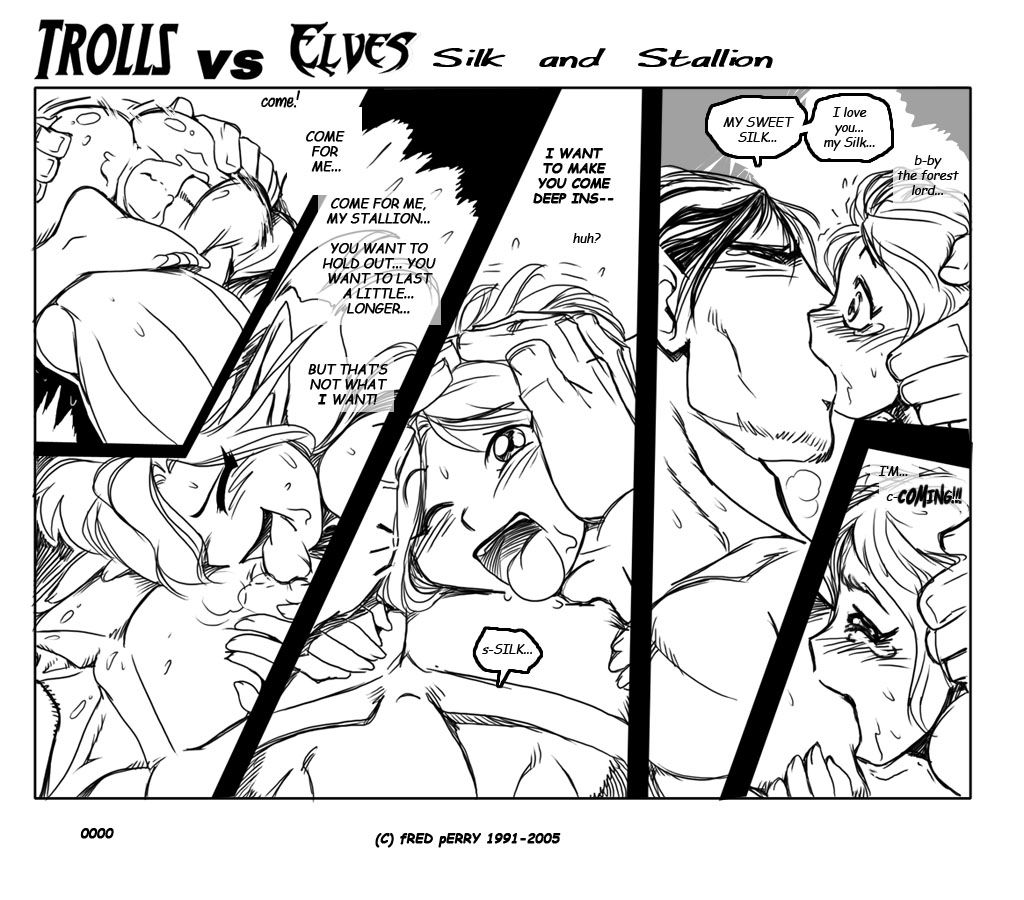 TROLLS vs ELVES Silk and Stallion
come!
COME
FOR
ME...
COME FOR ME,
MY STALLION...
YOU WANT TO
HOLD OUT... YOU
WANT TO LAST
A LITTLE...
LONGER...
BUT THAT'S
NOT WHAT
I WANT!
I WANT
TO MAKE
YOU COME
DEEP INS--
huh?
s-SILK...
MY SWEET
SILK...
I love
you...
my Silk...
b-by
the forest
lord...
I'M...
c-COMING!!!
0000
(C) fRED pERRY 1991-2005